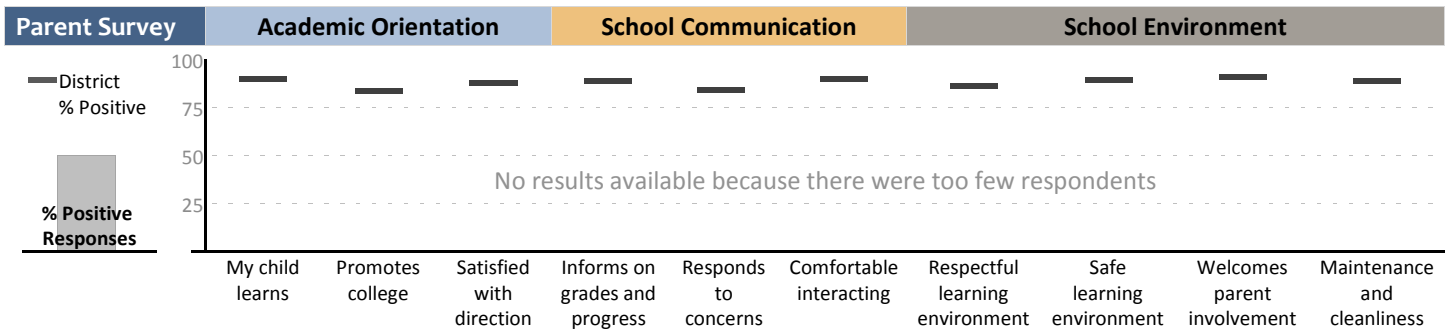 Parent Survey
Academic Orientation
School Communication
School Environment
District
% Positive
% Positive
Responses
100
75
50
25
No results available because there were too few respondents
My child
learns
Promotes
college
Satisfied
with
direction
Informs on
grades and
progress
Responds
to
concerns
Comfortable
interacting
Respectful
learning
environment
Safe
learning
environment
Welcomes
parent
involvement
Maintenance
and
cleanliness